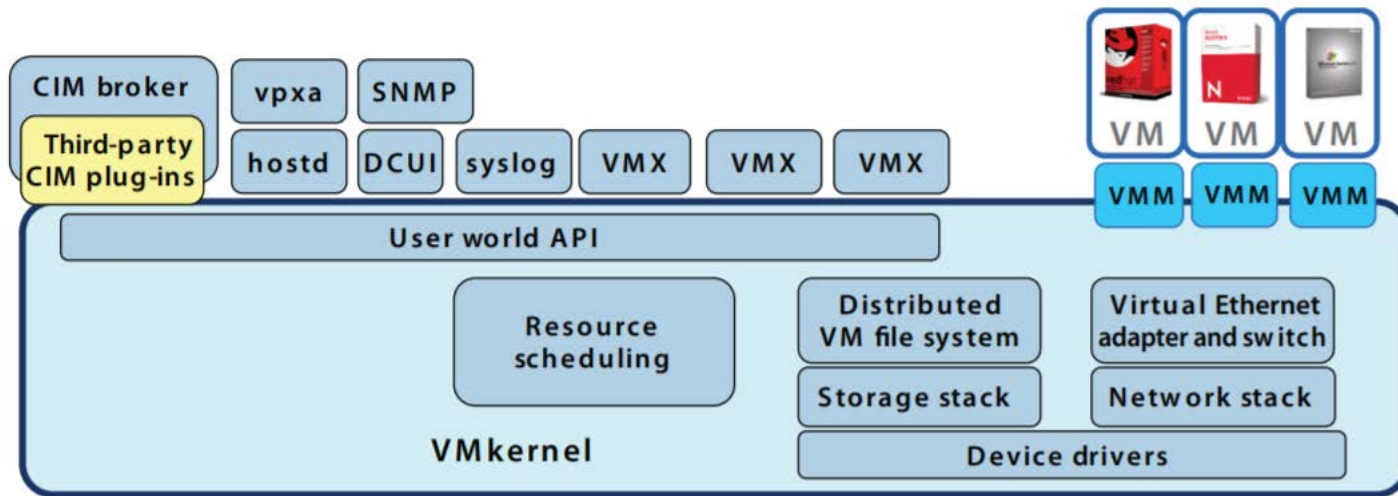 CIM broker
Third-party
CIM plug-ins
vpxa
SNMP
hostd
DCUI
syslog
VMX
VMX
VMX
redhat
N
VM
VM
VM
VMM
VMM
VMM
User world API
Resource
scheduling
Distributed
VM file system
Virtual Ethernet
adapter and switch
Storage stack
Network stack
VMkernel
Device drivers